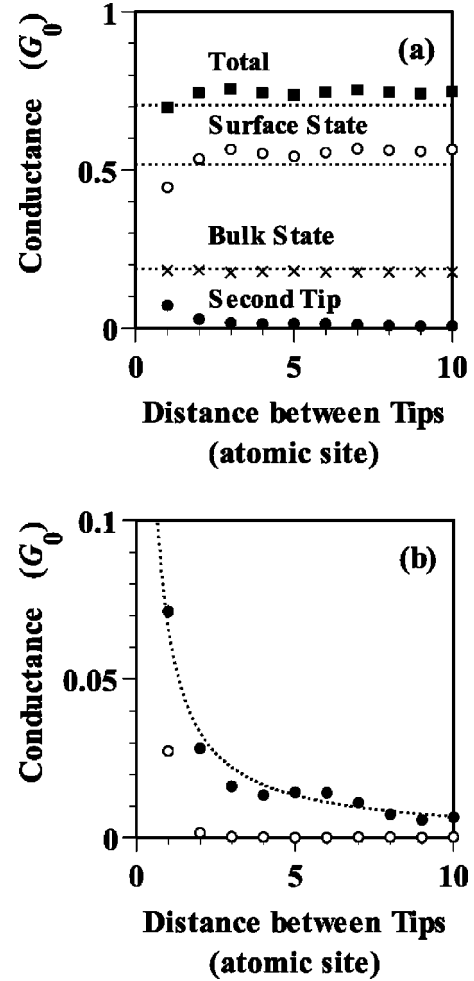 1
(a)
Total
Surface State
0.5
Bulk State
Second Tip
0
0
5
10
Conductance (G0)
Distance between Tips
(atomic site)
0.1
(b)
0.05
0
0
5
10
Conductance (G0)
Distance between Tips
(atomic site)